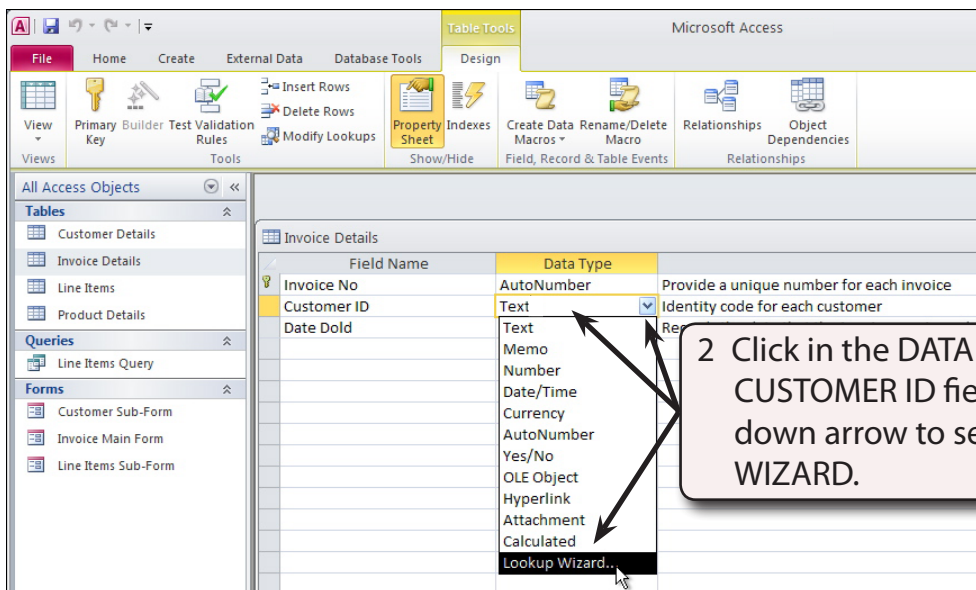 Table Tools
Microsoft Access
File Home Create External Data Database Tools Design
View
Primary Key
Builder
Test Validation Rules
Insert Rows
Delete Rows
Modify Lookups
Property Sheet
Indexes
Create Data Macros
Rename/Delete Macro
Relationships
Object Dependencies
Views Tools Show/Hide Field, Record & Table Events Relationships
All Access Objects
Tables
Customer Details
Invoice Details
Line Items
Product Details
Queries
Line Items Query
Forms
Customer Sub-Form
Invoice Main Form
Line Items Sub-Form
Invoice Details
Field Name Data Type
Invoice No AutoNumber Provide a unique number for each invoice
Customer ID Text Identity code for each customer
Date Dold
Text
Memo
Number
Date/Time
Currency
AutoNumber
Yes/No
OLE Object
Hyperlink
Attachment
Calculated
Lookup Wizard...
2 Click in the DATA
CUSTOMER ID fie
down arrow to se
WIZARD.